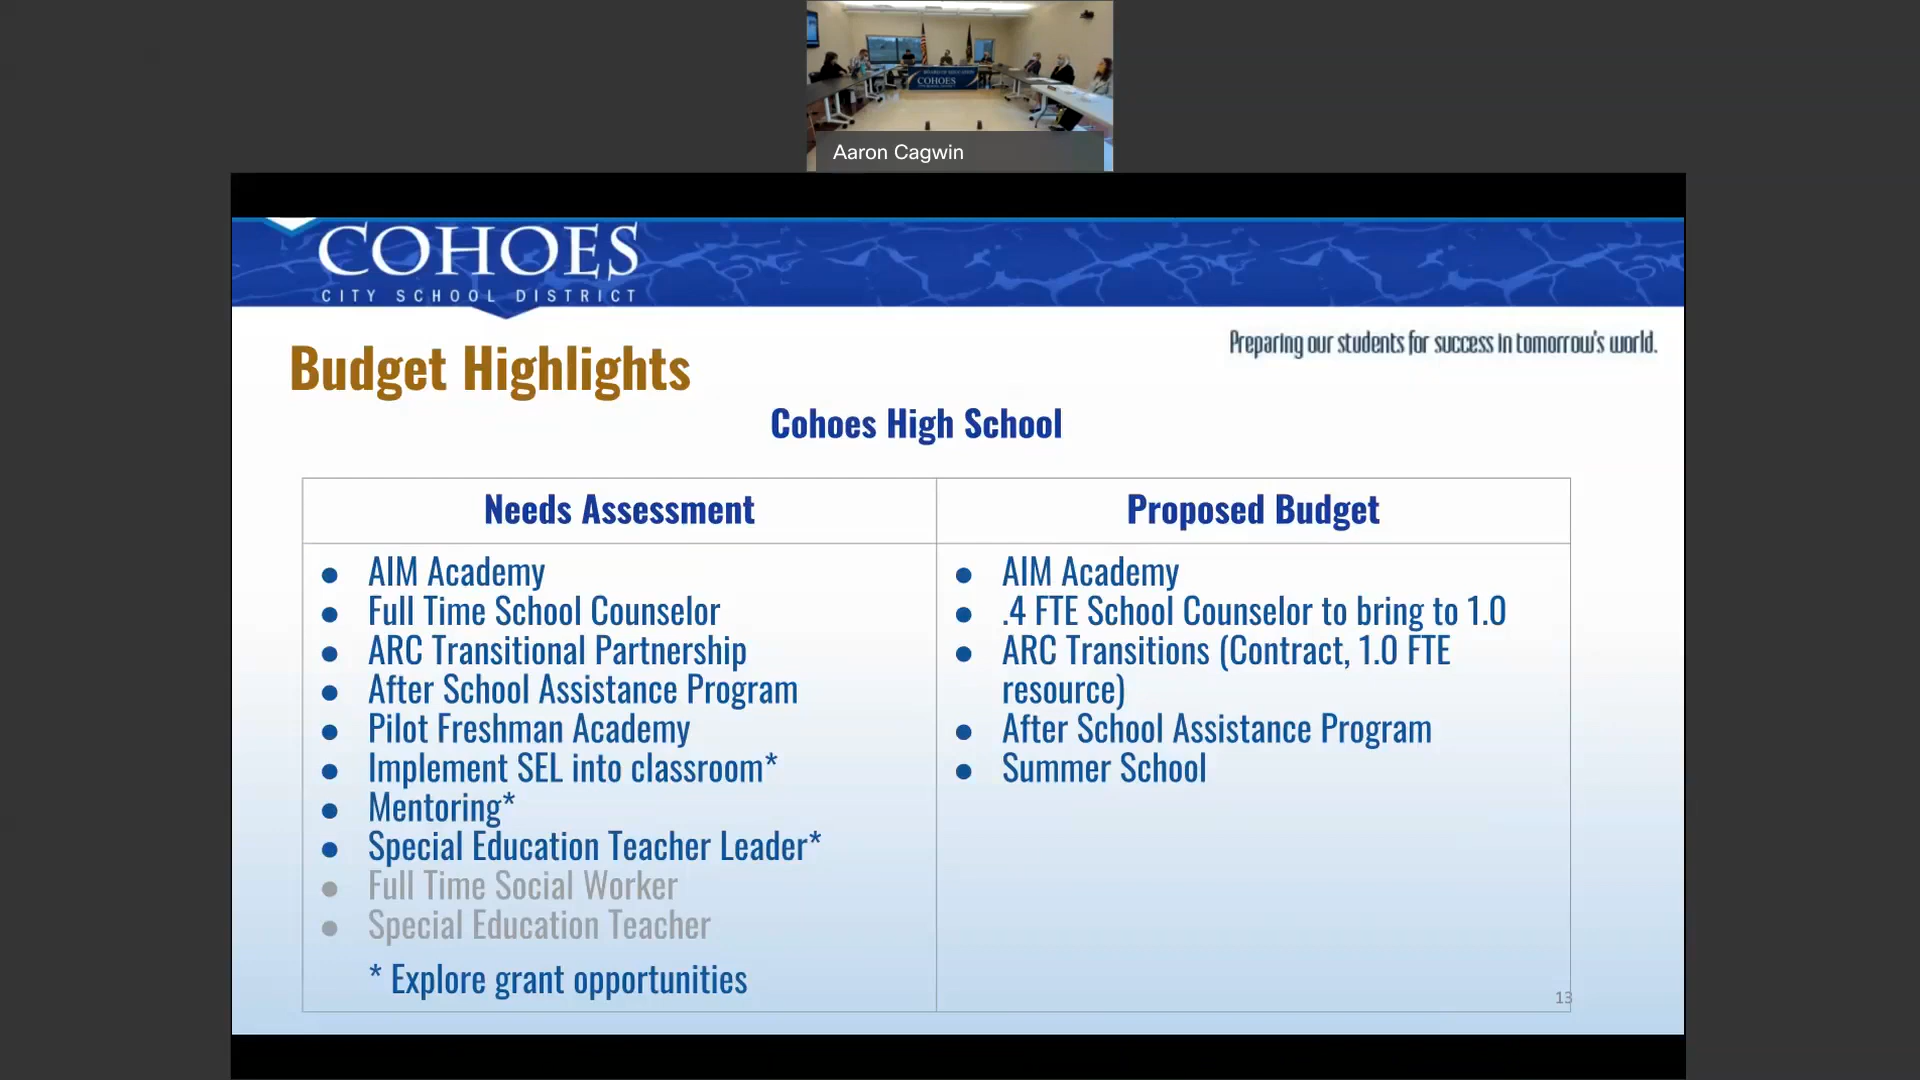 BOARD OF EDUCATION
COHOES
Aaron Cagwin
COHOES
CITY SCHOOL DISTRICT
Preparing our students for success in tomorrow's world.
Budget Highlights
Cohoes High School
Needs Assessment
● AIM Academy
● Full Time School Counselor
● ARC Transitional Partnership
● After School Assistance Program
● Pilot Freshman Academy
● Implement SEL into classroom*
● Mentoring*
● Special Education Teacher Leader*
● Full Time Social Worker
● Special Education Teacher
* Explore grant opportunities
Proposed Budget
● AIM Academy
● .4 FTE School Counselor to bring to 1.0
● ARC Transitions (Contract, 1.0 FTE
resource)
● After School Assistance Program
● Summer School
13